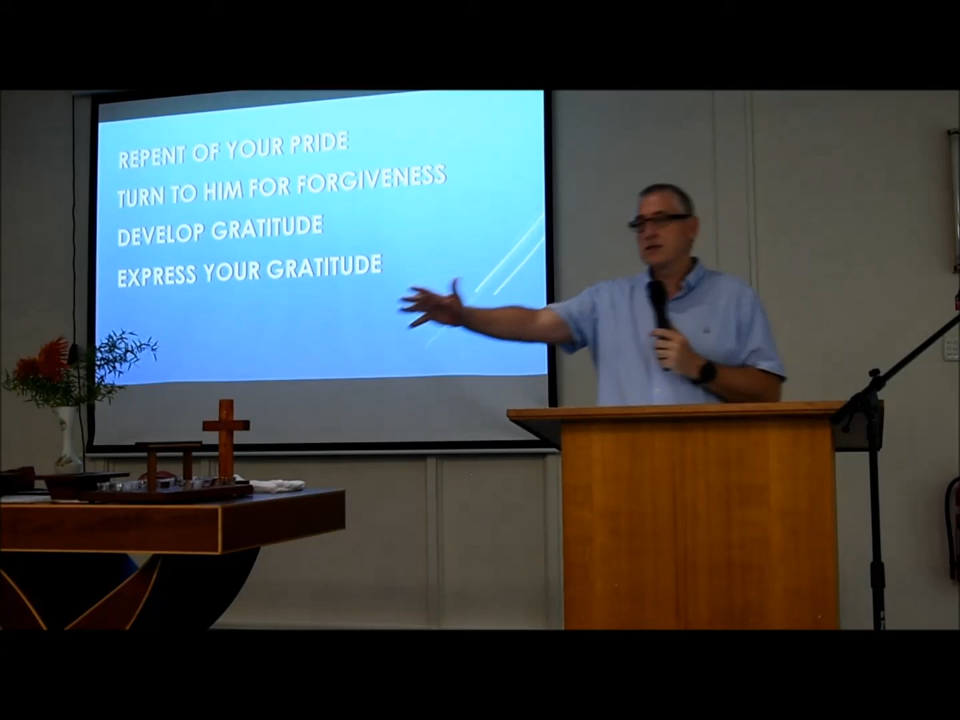 REPENT OF YOUR PRIDE
TURN TO HIM FOR FORGIVENESS
DEVELOP GRATITUDE
EXPRESS YOUR GRATITUDE